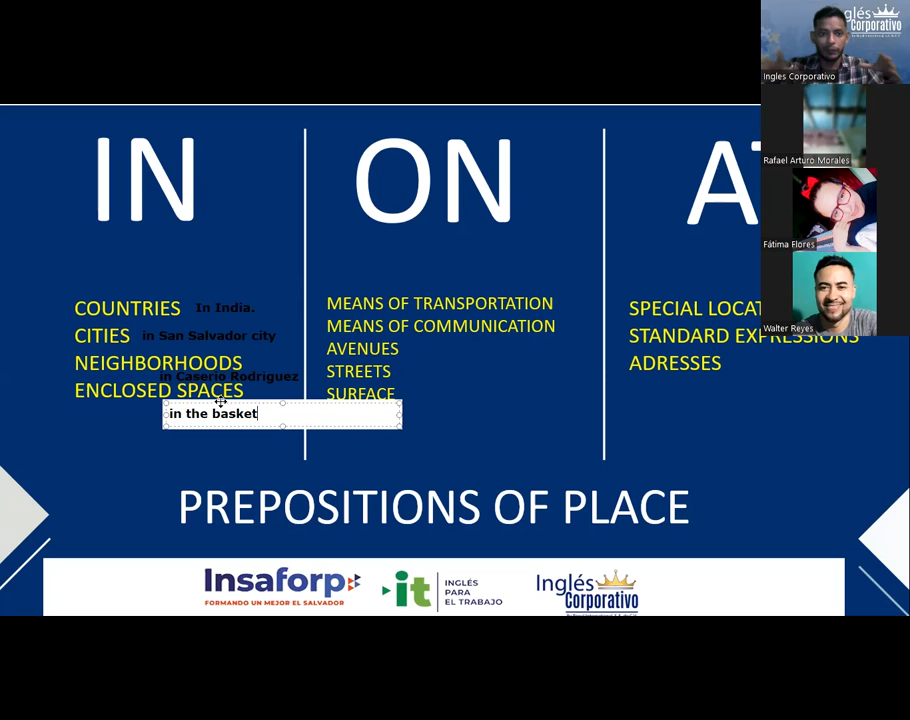 IN
ON
COUNTRIES In India.
CITIES in San Salvador city
NEIGHBORHOODS
in Caserio Rodriguez
ENCLOSED SPACES
in the basket
MEANS OF TRANSPORTATION
MEANS OF COMMUNICATION
AVENUES
STREETS
SURFACE
SPECIAL
STANDARD EXPRESSIONS
ADRESSES
PREPOSITIONS OF PLACE
Insaforp
FORMANDO UN MEJOR EL SALVADOR
it
INGLÉS
PARA
EL TRABAJO
Inglés
Corporativo
glés
Corporativo
Ingles Corporativo
Rafael Arturo Morales
Fátima Flores
Walter Reyes